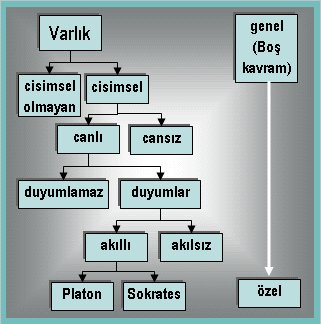 Varlık
genel
(Boş
kavram)
cisimsel
olmayan
cisimsel
canlı
cansız
duyumlamaz
duyumlar
akıllı
akılsız
Platon
Sokrates
özel